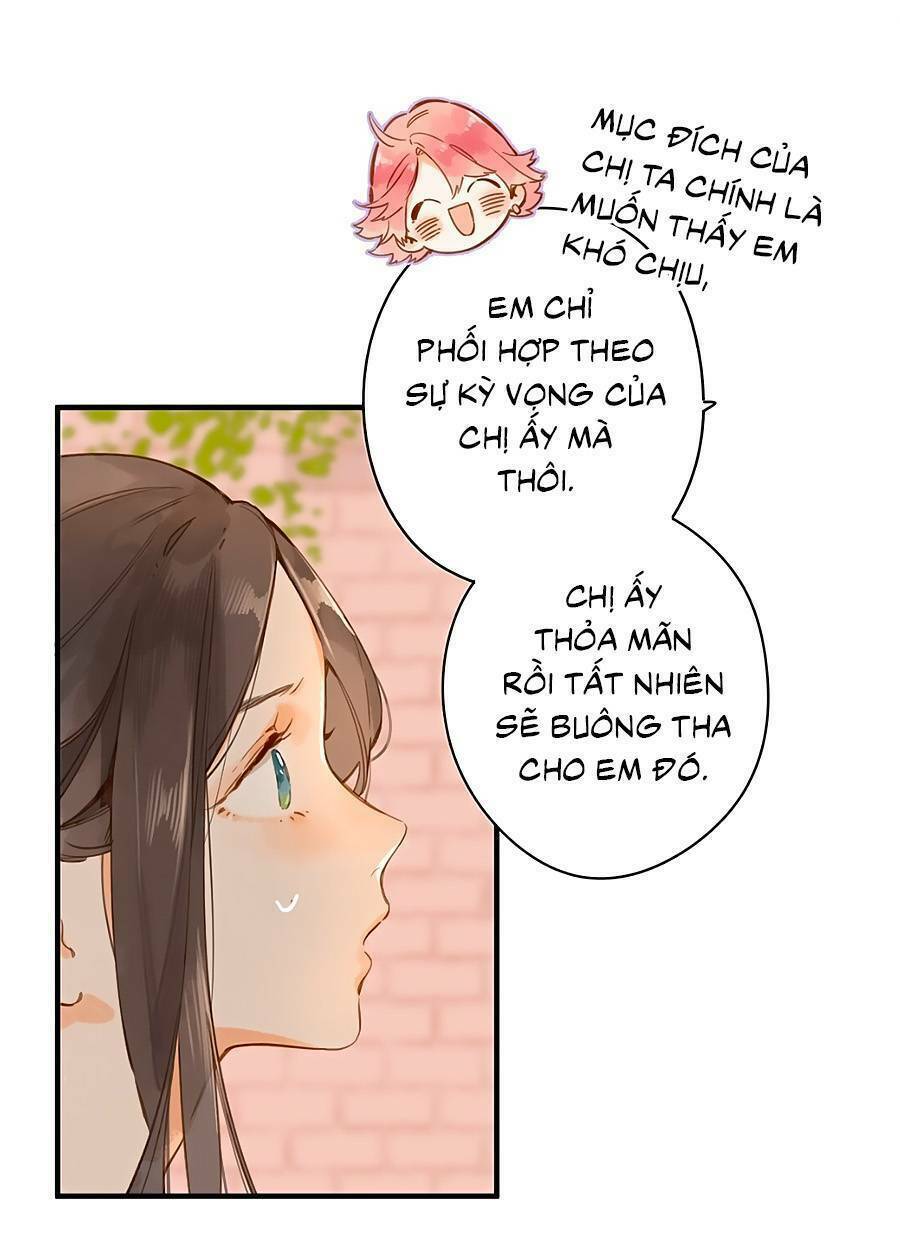 MỤC ĐÍCH CỦA
CHỊ TA CHÍNH LÀ
MUỐN THẤY EM
KHÓ CHỊU,
EM CHỈ
PHỐI HỢP THEO
SỰ KỲ VỌNG CỦA
CHỊ ẤY MÀ
THÔI.
CHỊ ẤY
THỎA MÃN
RỒI TẤT NHIÊN
SẼ BUÔNG THA
CHO EM ĐÓ.